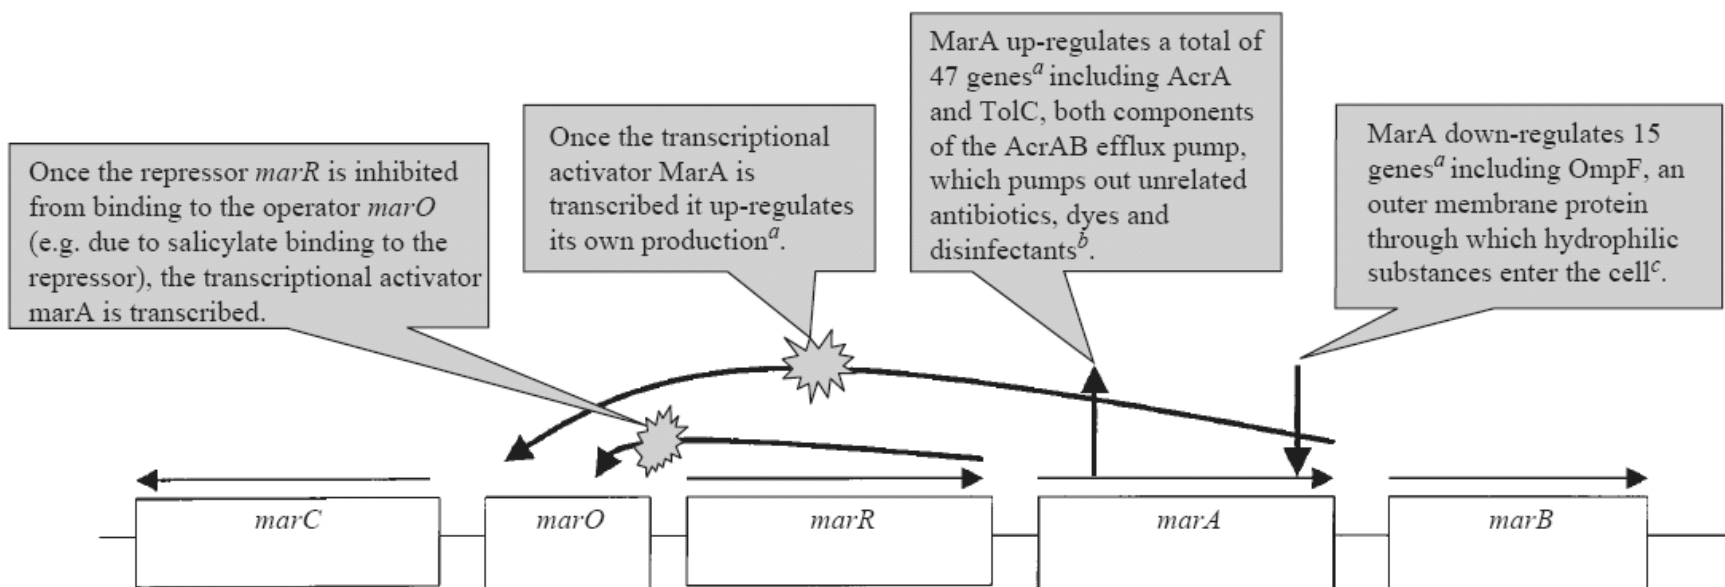 Once the repressor marR is inhibited
from binding to the operator marO
(e.g. due to salicylate binding to the
repressor), the transcriptional activator
marA is transcribed.
Once the transcriptional
activator MarA is
transcribed it up-regulates
its own productionᵃ.
MarA up-regulates a total of
47 genesᵃ including AcrA
and TolC, both components
of the AcrAB efflux pump,
which pumps out unrelated
antibiotics, dyes and
disinfectantsᵇ.
MarA down-regulates 15
genesᵃ including OmpF, an
outer membrane protein
through which hydrophilic
substances enter the cellᶜ.
marC
marO
marR
marA
marB